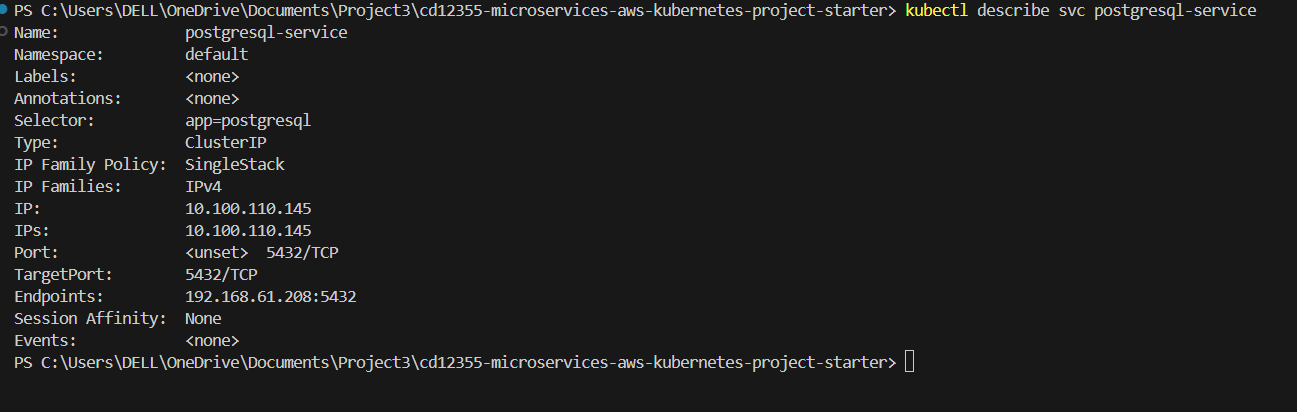 PS C:\Users\DELL\OneDrive\Documents\Project3\cd12355-microservices-aws-kubernetes-project-starter> kubectl describe svc postgresql-service
Name:              postgresql-service
Namespace:         default
Labels:            <none>
Annotations:       <none>
Selector:          app=postgresql
Type:              ClusterIP
IP Family Policy:  SingleStack
IP Families:       IPv4
IP:                10.100.110.145
IPs:               10.100.110.145
Port:              <unset>  5432/TCP
TargetPort:        5432/TCP
Endpoints:         192.168.61.208:5432
Session Affinity:  None
Events:            <none>
PS C:\Users\DELL\OneDrive\Documents\Project3\cd12355-microservices-aws-kubernetes-project-starter>